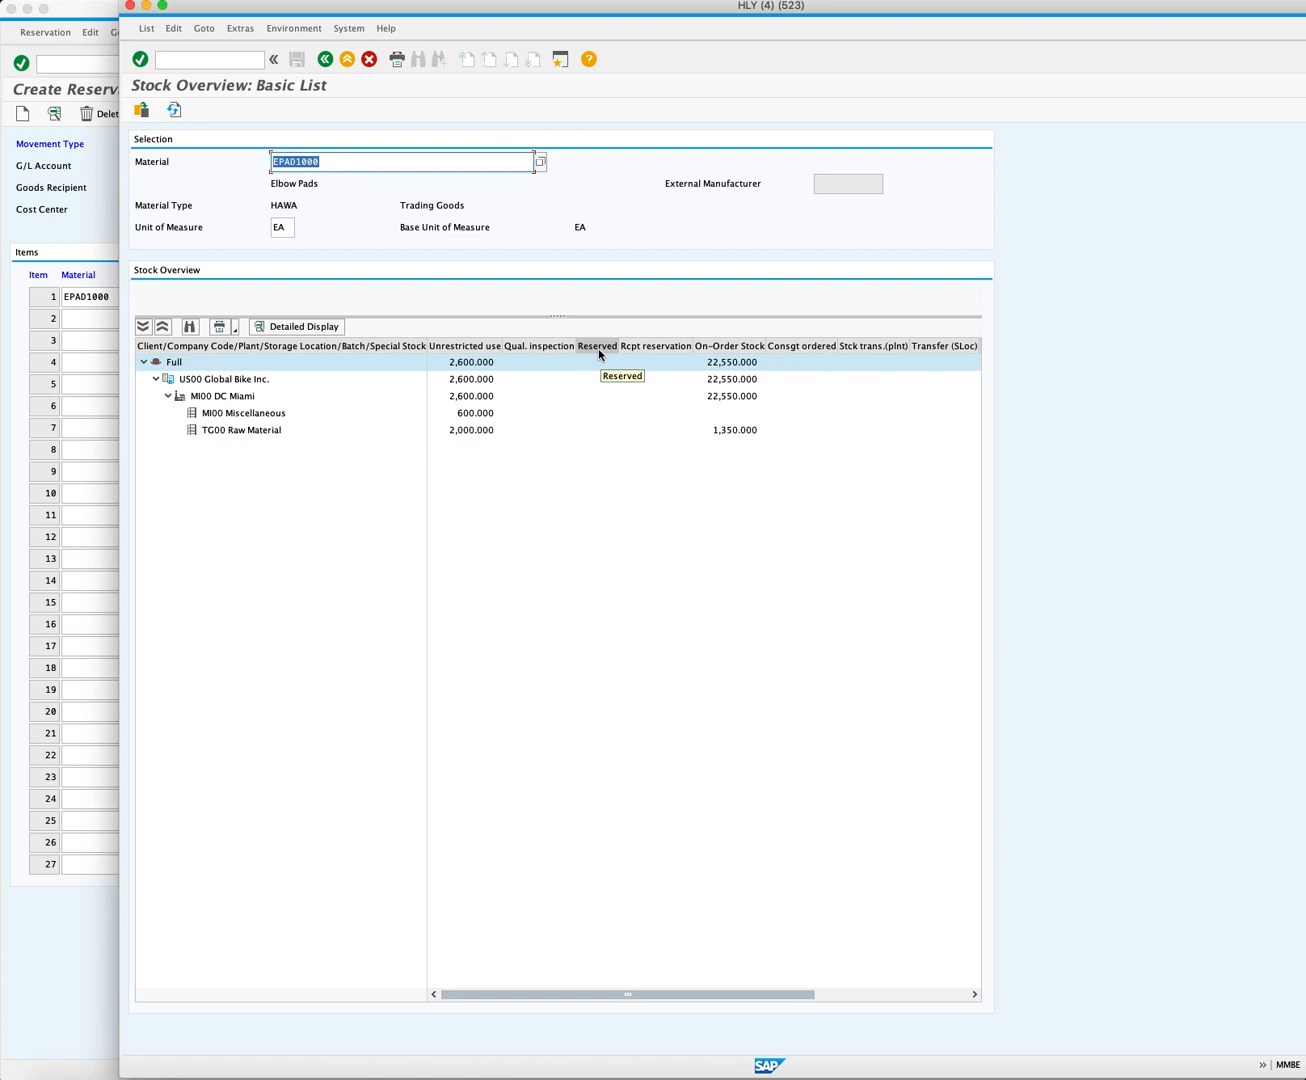 HLY (4) (523)
Reservation Edit
List Edit Goto Extras Environment System Help
Create Reserva
Stock Overview: Basic List
Delet
Selection
Movement Type
Material EPAD1000
G/L Account
Elbow Pads External Manufacturer
Goods Recipient
Material Type HAWA Trading Goods
Cost Center
Unit of Measure EA Base Unit of Measure EA
Items
Stock Overview
Item Material
1 EPAD1000
2
Detailed Display
3
Client/Company Code/Plant/Storage Location/Batch/Special Stock Unrestricted use Qual. inspection Reserved Rcpt reservation On-Order Stock Consgt ordered Stck trans.(plnt) Transfer (SLoc)
4
Full 2,600.000 22,550.000
Reserved
5
US00 Global Bike Inc. 2,600.000 22,550.000
6
MI00 DC Miami 2,600.000 22,550.000
7
MI00 Miscellaneous 600.000
8
TG00 Raw Material 2,000.000 1,350.000
9
10
11
12
13
14
15
16
17
18
19
20
21
22
23
24
25
26
27
SAP
MMBE